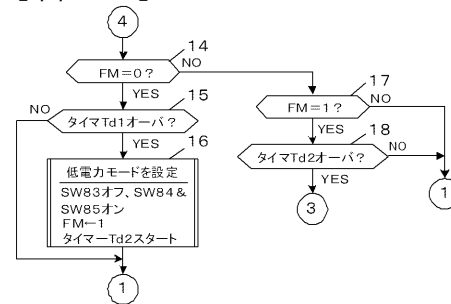 4
14
FM=0?
NO
YES
15
NO
タイマTd1オーバ?
YES
16
低電力モードを設定
SW83オフ、SW84&
SW85オン
FM←1
タイマーTd2スタート
1
17
FM=1?
NO
YES
18
タイマTd2オーバ?
NO
YES
3
1